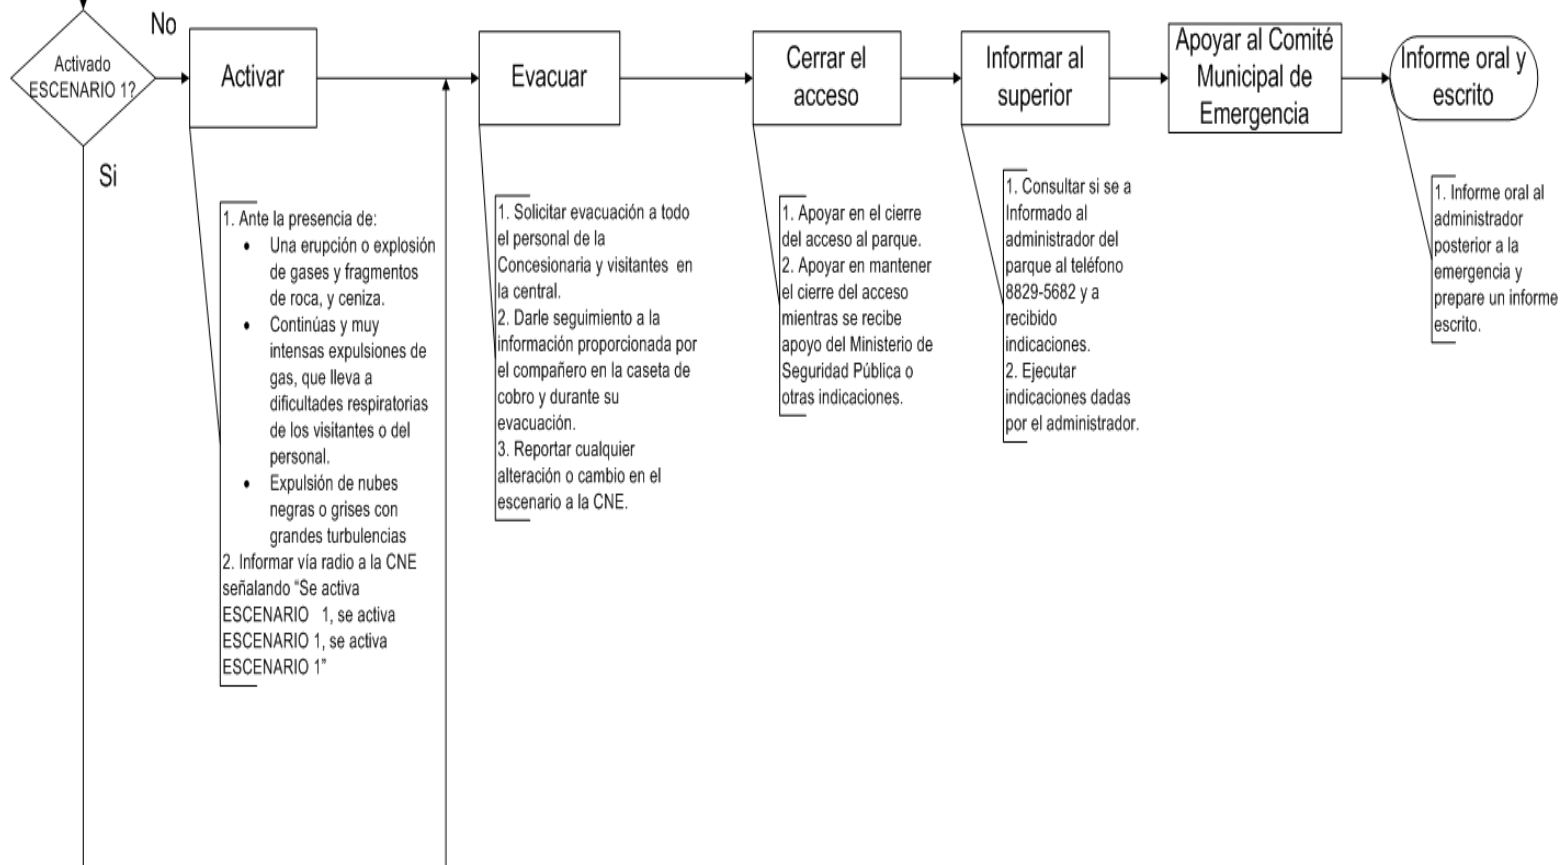 No
Activado
ESCENARIO 1?
Si
Activar
Evacuar
Cerrar el
acceso
Informar al
superior
Apoyar al Comité
Municipal de
Emergencia
Informe oral y
escrito
1. Ante la presencia de:
• Una erupción o explosión
de gases y fragmentos
de roca, y ceniza.
• Continúas y muy
intensas expulsiones de
gas, que lleva a
dificultades respiratorias
de los visitantes o del
personal.
• Expulsión de nubes
negras o grises con
grandes turbulencias
2. Informar vía radio a la CNE
señalando “Se activa
ESCENARIO 1, se activa
ESCENARIO 1, se activa
ESCENARIO 1”
1. Solicitar evacuación a todo
el personal de la
Concesionaria y visitantes en
la central.
2. Darle seguimiento a la
información proporcionada por
el compañero en la caseta de
cobro y durante su
evacuación.
3. Reportar cualquier
alteración o cambio en el
escenario a la CNE.
1. Apoyar en el cierre
del acceso al parque.
2. Apoyar en mantener
el cierre del acceso
mientras se recibe
apoyo del Ministerio de
Seguridad Pública o
otras indicaciones.
1. Consultar si se a
Informado al
administrador del
parque al teléfono
8829-5682 y a
recibido
indicaciones.
2. Ejecutar
indicaciones dadas
por el administrador.
1. Informe oral al
administrador
posterior a la
emergencia y
prepare un informe
escrito.